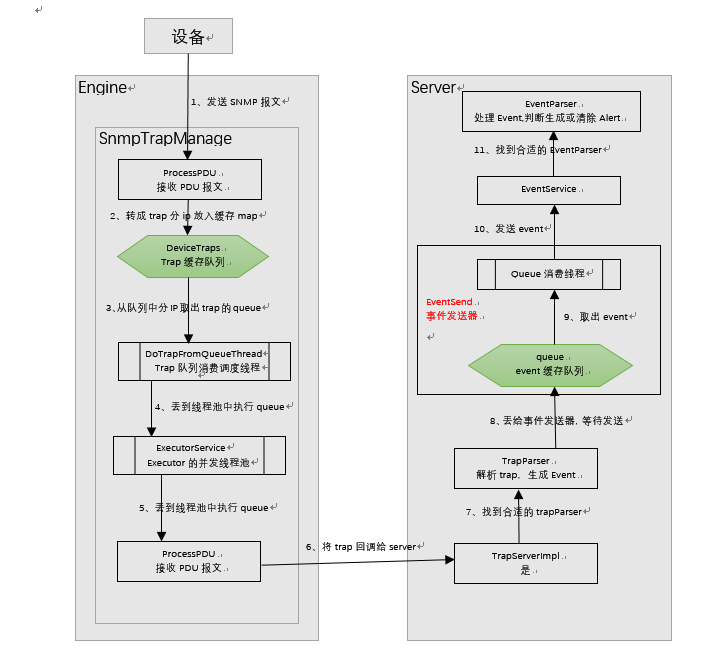 设备
Engine
1、发送 SNMP 报文
SnmpTrapManage
ProcessPDU
接收 PDU 报文
2、转成 trap 分 ip 放入缓存 map
DeviceTraps
Trap 缓存队列
3、从队列中分 IP 取出 trap 的 queue
DoTrapFromQueueThread
Trap 队列消费调度线程
4、丢到线程池中执行 queue
ExecutorService
Executor 的并发线程池
5、丢到线程池中执行 queue
ProcessPDU
接收 PDU 报文
6、将 trap 回调给 server
Server
EventParser
处理 Event,判断生成或清除 Alert
11、找到合适的 EventParser
EventService
10、发送 event
Queue 消费线程
EventSend
事件发送器
9、取出 event
queue
event 缓存队列
8、丢给事件发送器，等待发送
TrapParser
解析 trap、生成 Event
7、找到合适的 trapParser
TrapServerImpl
是